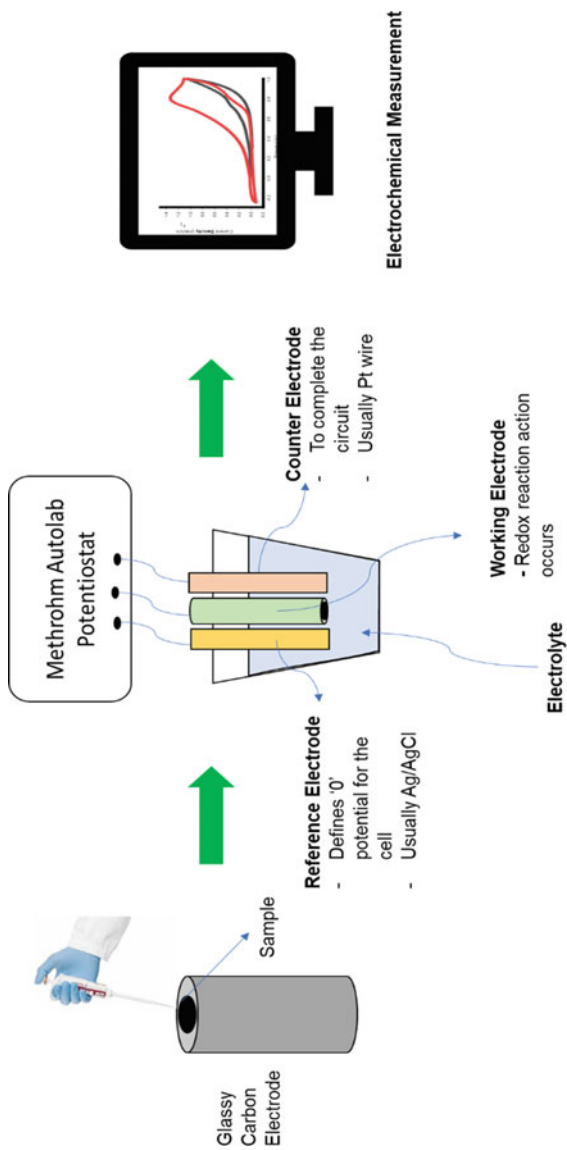 Glassy
Carbon
Electrode
Sample
Methrohm Autolab
Potentiostat
Reference Electrode
- Defines ‘0’
potential for the
cell
- Usually Ag/AgCl
Electrolyte
Counter Electrode
- To complete the
circuit
- Usually Pt wire
Working Electrode
- Redox reaction action
occurs
Electrochemical Measurement